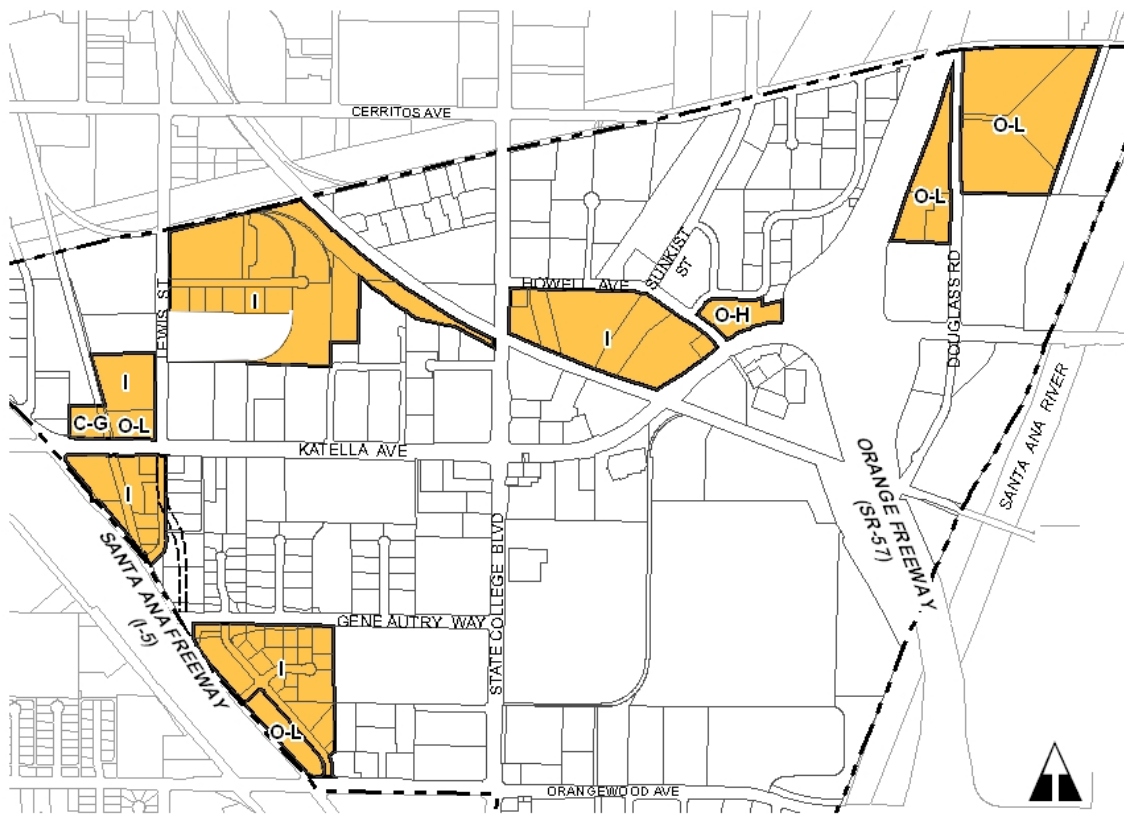 CERRITOS AVE
O-L
O-L
SUNKIST
ST
HOWELL AVE
EWIS ST
I
O-H
I
DOUGLASS RD
I
C-G
O-L
SANTA ANA RIVER
KATELLA AVE
ORANGE FREEWAY
(SR-57)
I
STATE COLLEGE BLVD
SANTA ANA FREEWAY
(I-5)
GENE AUTRY WAY
I
O-L
ORANGEWOOD AVE